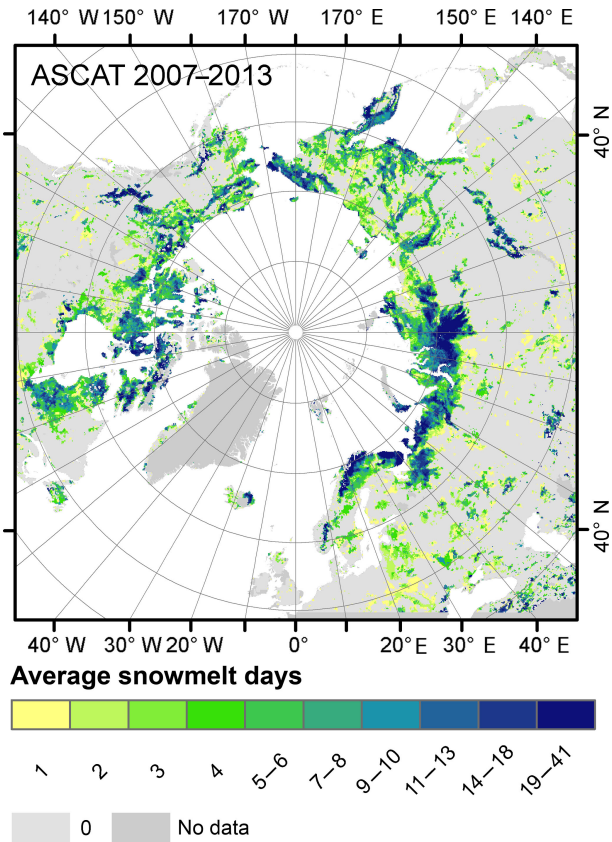 140° W 150° W 170° W 170° E 150° E 140° E
ASCAT 2007–2013
40° N
40° N
40° W 30° W 20° W 0° 20° E 30° E 40° E
Average snowmelt days
1 2 3 4 5–6 7–8 9–10 11–13 14–18 19–41
0 No data